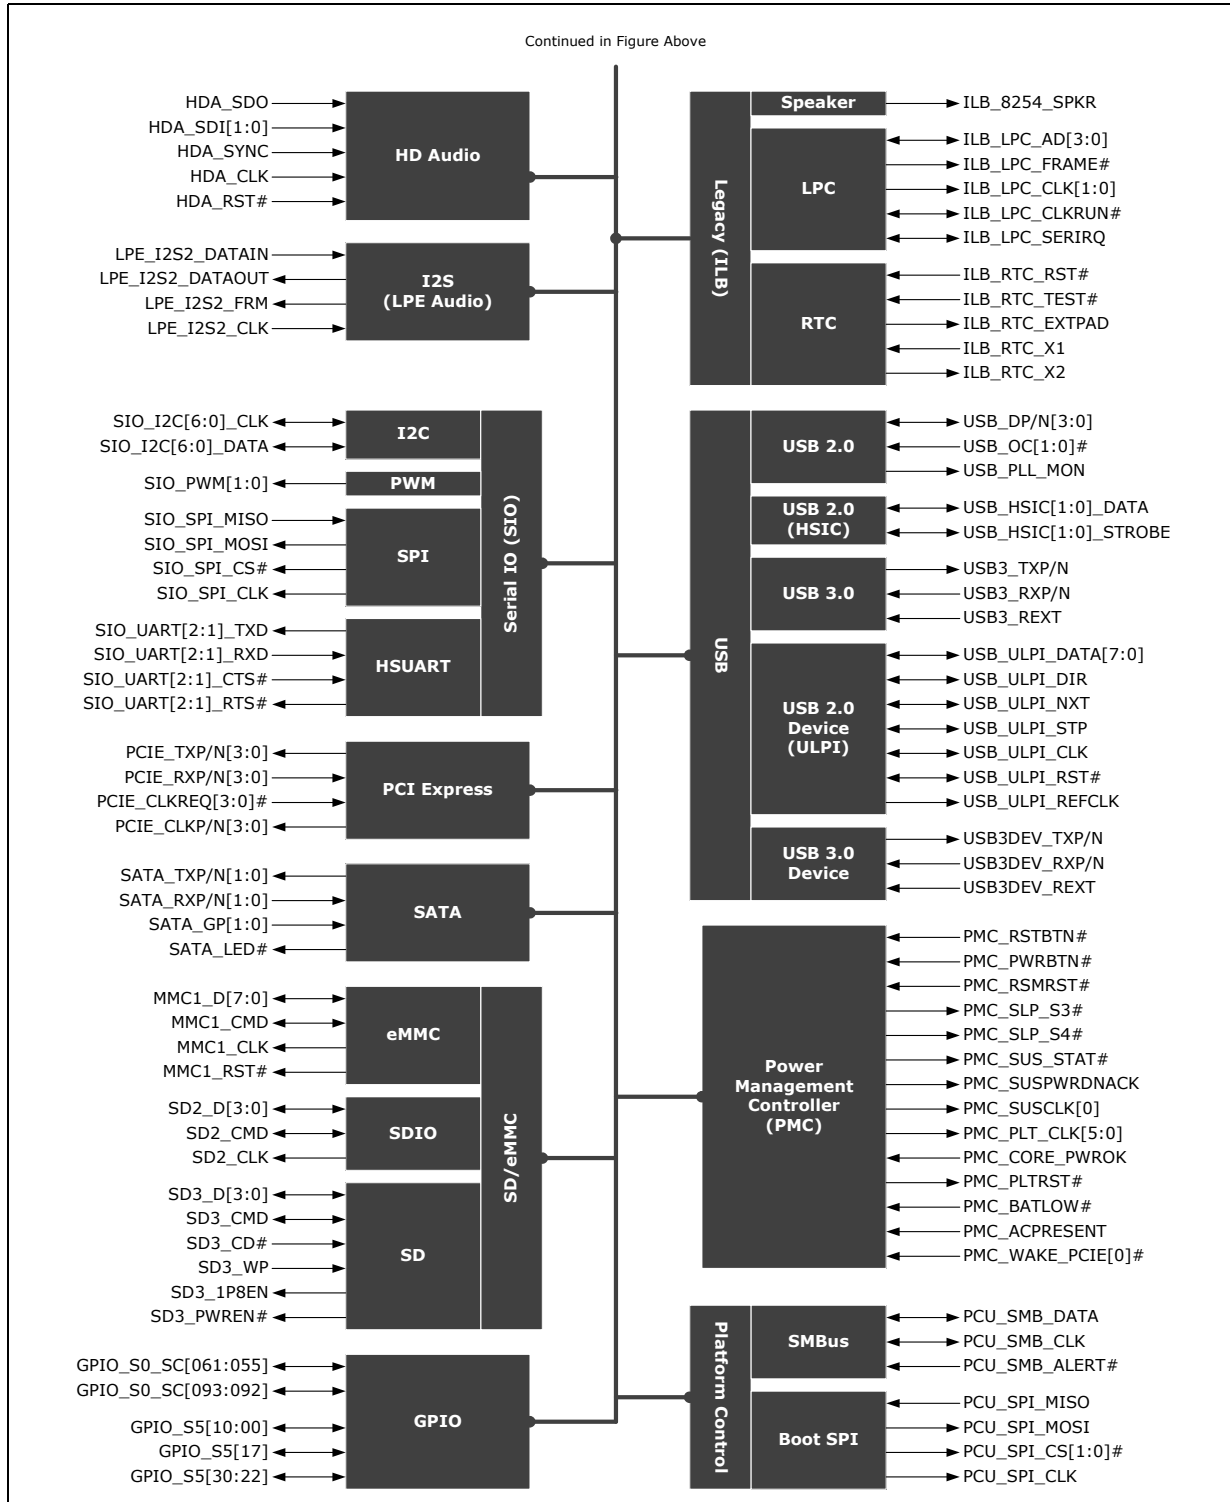 Continued in Figure Above
HDA_SDO
HDA_SDI[1:0]
HDA_SYNC
HDA_CLK
HDA_RST#
HD Audio
LPE_I2S2_DATAIN
LPE_I2S2_DATAOUT
LPE_I2S2_FRM
LPE_I2S2_CLK
I2S
(LPE Audio)
SIO_I2C[6:0]_CLK
SIO_I2C[6:0]_DATA
I2C
SIO_PWM[1:0]
PWM
SIO_SPI_MISO
SIO_SPI_MOSI
SIO_SPI_CS#
SIO_SPI_CLK
SPI
SIO_UART[2:1]_TXD
SIO_UART[2:1]_RXD
SIO_UART[2:1]_CTS#
SIO_UART[2:1]_RTS#
HSUART
Serial IO (SIO)
PCIE_TXP/N[3:0]
PCIE_RXP/N[3:0]
PCIE_CLKREQ[3:0]#
PCIE_CLKP/N[3:0]
PCI Express
SATA_TXP/N[1:0]
SATA_RXP/N[1:0]
SATA_GP[1:0]
SATA_LED#
SATA
MMC1_D[7:0]
MMC1_CMD
MMC1_CLK
MMC1_RST#
eMMC
SD2_D[3:0]
SD2_CMD
SD2_CLK
SDIO
SD3_D[3:0]
SD3_CMD
SD3_CD#
SD3_WP
SD3_1P8EN
SD3_PWREN#
SD
SD/eMMC
GPIO_S0_SC[061:055]
GPIO_S0_SC[093:092]
GPIO_S5[10:00]
GPIO_S5[17]
GPIO_S5[30:22]
GPIO
Legacy (ILB)
Speaker
ILB_8254_SPKR
LPC
ILB_LPC_AD[3:0]
ILB_LPC_FRAME#
ILB_LPC_CLK[1:0]
ILB_LPC_CLKRUN#
ILB_LPC_SERIRQ
RTC
ILB_RTC_RST#
ILB_RTC_TEST#
ILB_RTC_EXTPAD
ILB_RTC_X1
ILB_RTC_X2
USB
USB 2.0
USB_DP/N[3:0]
USB_OC[1:0]#
USB_PLL_MON
USB 2.0
(HSIC)
USB_HSIC[1:0]_DATA
USB_HSIC[1:0]_STROBE
USB 3.0
USB3_TXP/N
USB3_RXP/N
USB3_REXT
USB 2.0
Device
(ULPI)
USB_ULPI_DATA[7:0]
USB_ULPI_DIR
USB_ULPI_NXT
USB_ULPI_STP
USB_ULPI_CLK
USB_ULPI_RST#
USB_ULPI_REFCLK
USB 3.0
Device
USB3DEV_TXP/N
USB3DEV_RXP/N
USB3DEV_REXT
Power
Management
Controller
(PMC)
PMC_RSTBTN#
PMC_PWRBTN#
PMC_RSMRST#
PMC_SLP_S3#
PMC_SLP_S4#
PMC_SUS_STAT#
PMC_SUSPWRDNACK
PMC_SUSCLK[0]
PMC_PLT_CLK[5:0]
PMC_CORE_PWROK
PMC_PLTRST#
PMC_BATLOW#
PMC_ACPRESENT
PMC_WAKE_PCIE[0]#
Platform Control
SMBus
PCU_SMB_DATA
PCU_SMB_CLK
PCU_SMB_ALERT#
Boot SPI
PCU_SPI_MISO
PCU_SPI_MOSI
PCU_SPI_CS[1:0]#
PCU_SPI_CLK